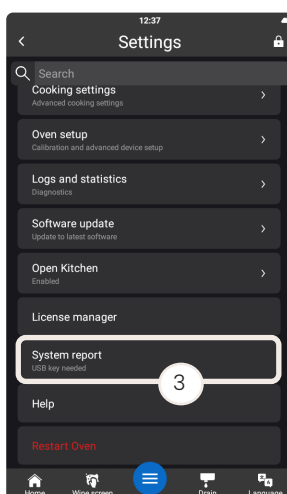 12:37
Settings
Search
Cooking settings
Advanced cooking settings
Oven setup
Calibration and advanced device setup
Logs and statistics
Diagnostics
Software update
Update to latest software
Open Kitchen
Enabled
License manager
System report
USB key needed
3
Help
Restart Oven
Home Wipe screen Drain Language